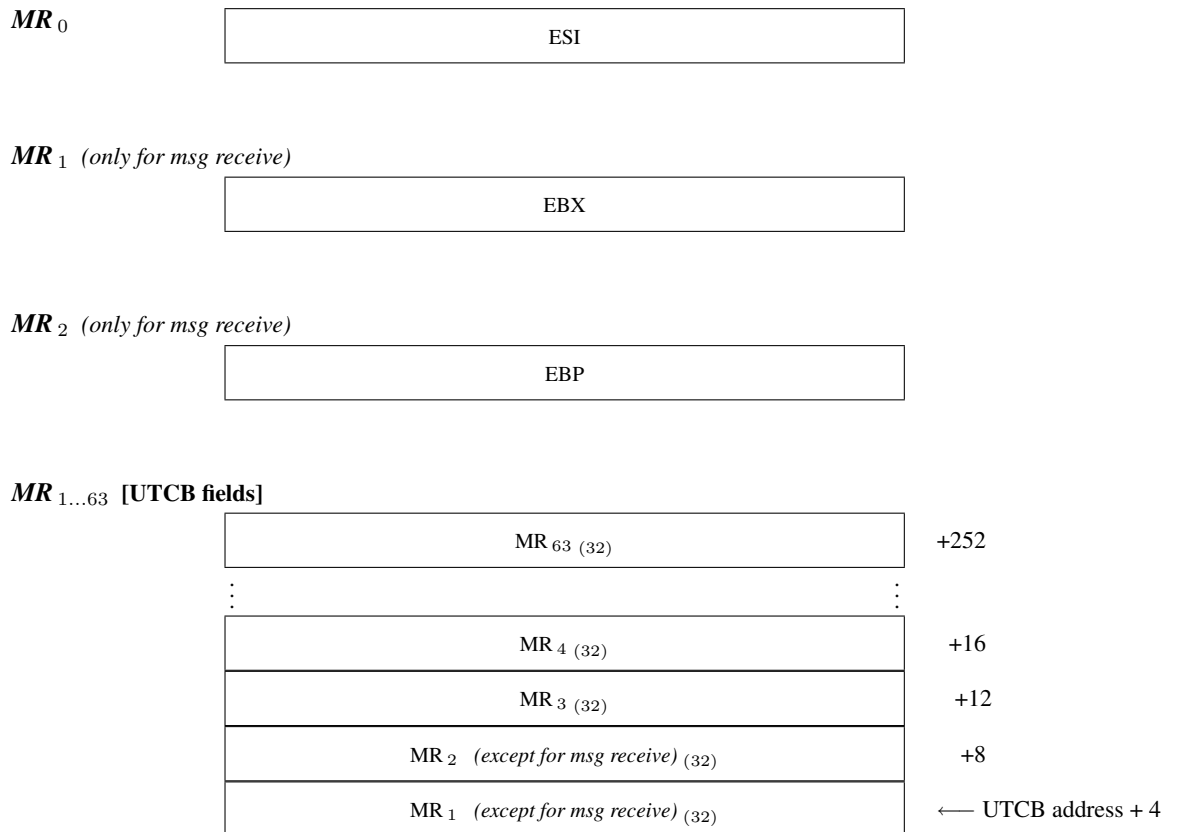 MR 0
ESI
MR 1 (only for msg receive)
EBX
MR 2 (only for msg receive)
EBP
MR 1...63 [UTCB fields]
MR 63 (32) +252
⋮ ⋮
MR 4 (32) +16
MR 3 (32) +12
MR 2 (except for msg receive) (32) +8
MR 1 (except for msg receive) (32) ←— UTCB address + 4